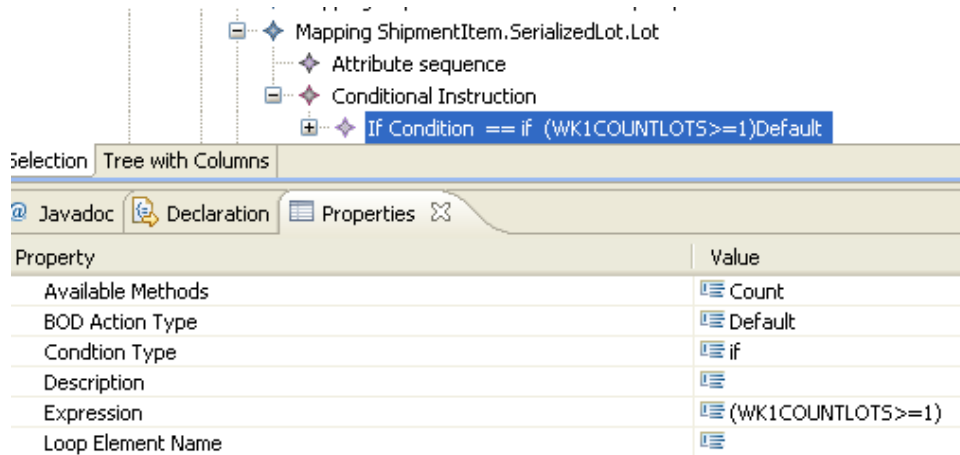 Mapping ShipmentItem.SerializedLot.Lot
Attribute sequence
Conditional Instruction
If Condition == if (WK1COUNTLOTS>=1)Default
Selection Tree with Columns
@ Javadoc Declaration Properties
Property Value
Available Methods Count
BOD Action Type Default
Condtion Type if
Description
Expression (WK1COUNTLOTS>=1)
Loop Element Name